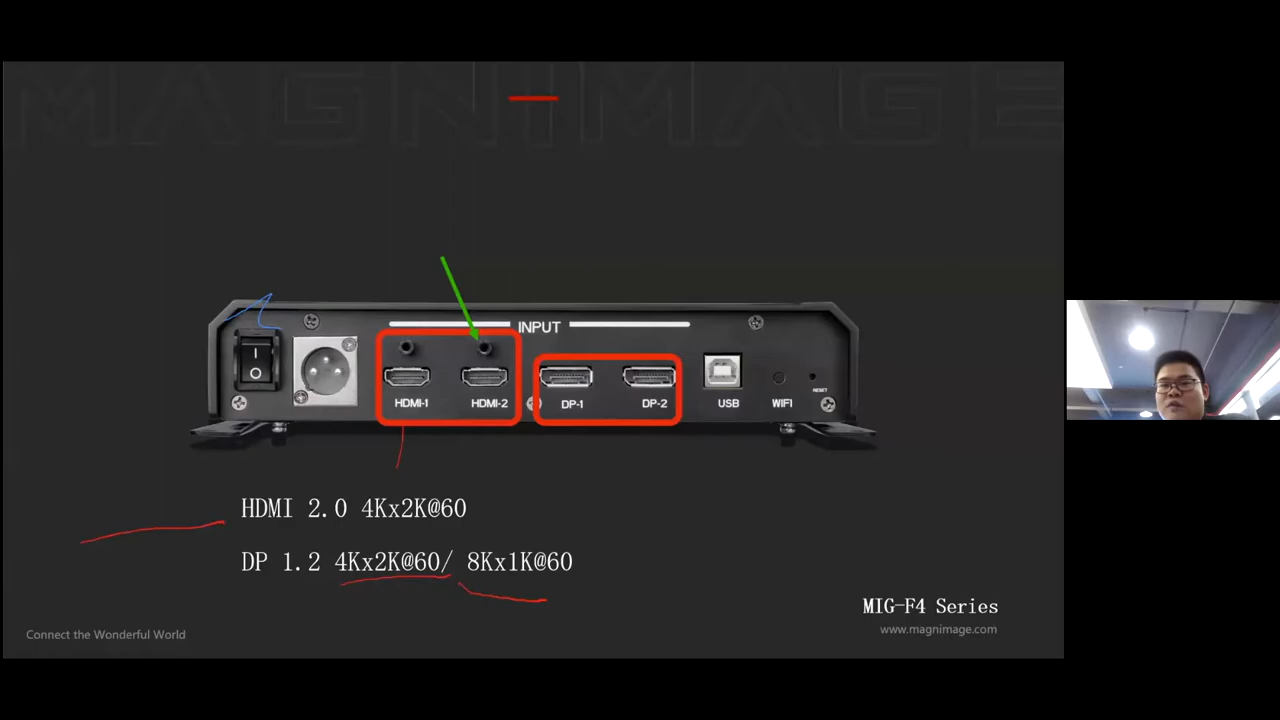 MAGNIMAGE
INPUT
HDMI-1 HDMI-2 DP-1 DP-2 USB WIFI RESET
HDMI 2.0 4Kx2K@60
DP 1.2 4Kx2K@60/ 8Kx1K@60
MIG-F4 Series
www.magnimage.com
Connect the Wonderful World